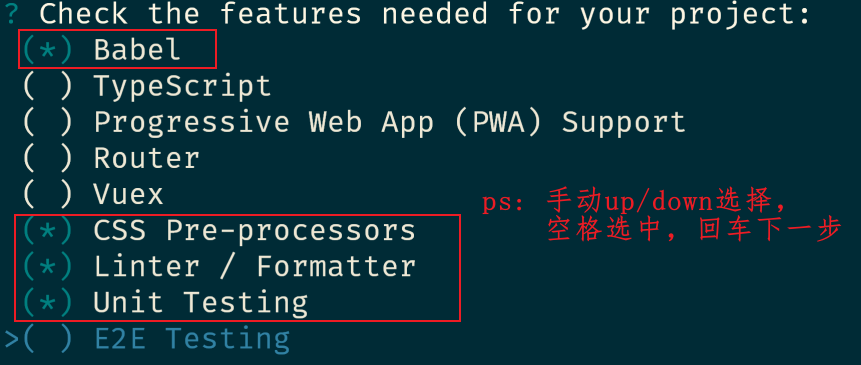 ? Check the features needed for your project:
(*) Babel
( ) TypeScript
( ) Progressive Web App (PWA) Support
( ) Router
( ) Vuex
(*) CSS Pre-processors
(*) Linter / Formatter
(*) Unit Testing
>( ) E2E Testing
ps: 手动up/down选择，
空格选中，回车下一步